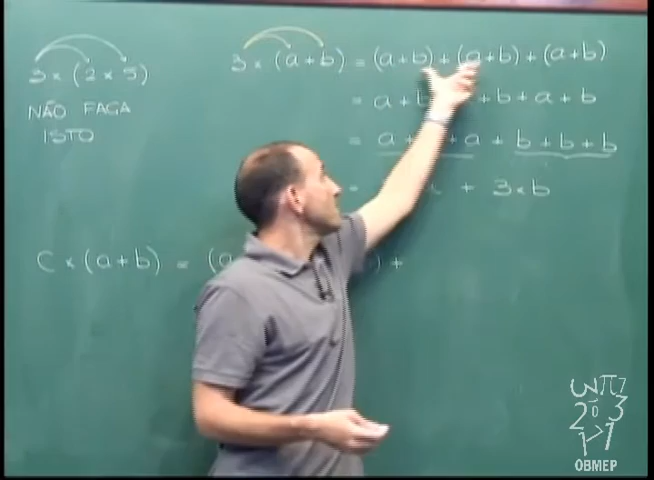 3 × (2 × 5)
NÃO FAÇA
ISTO
3 × (a + b) = (a+b) + (a+b) + (a+b)
= a + b + b + a + b
= a + a + b + b + b
= + 3 × b
C × (a + b) = (a ) +
OBMEP